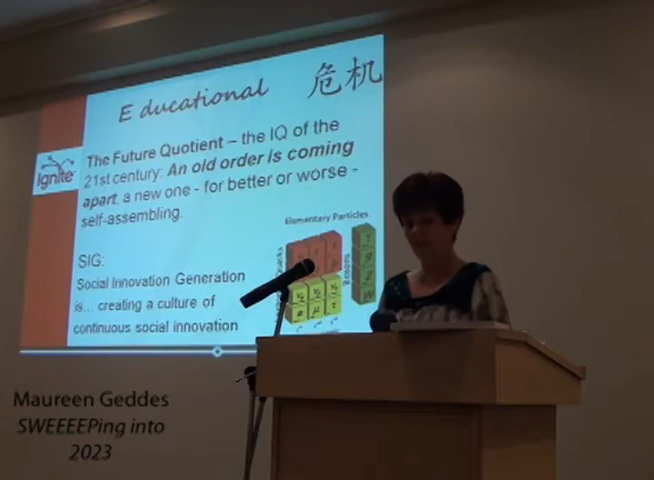 E ducational 危机
Ignite
The Future Quotient – the IQ of the
21st century: An old order is coming
apart, a new one - for better or worse -
self-assembling.
SIG:
Social Innovation Generation
is... creating a culture of
continuous social innovation
Elementary Particles
Quarks
Bosons
Maureen Geddes
SWEEEEPing into
2023